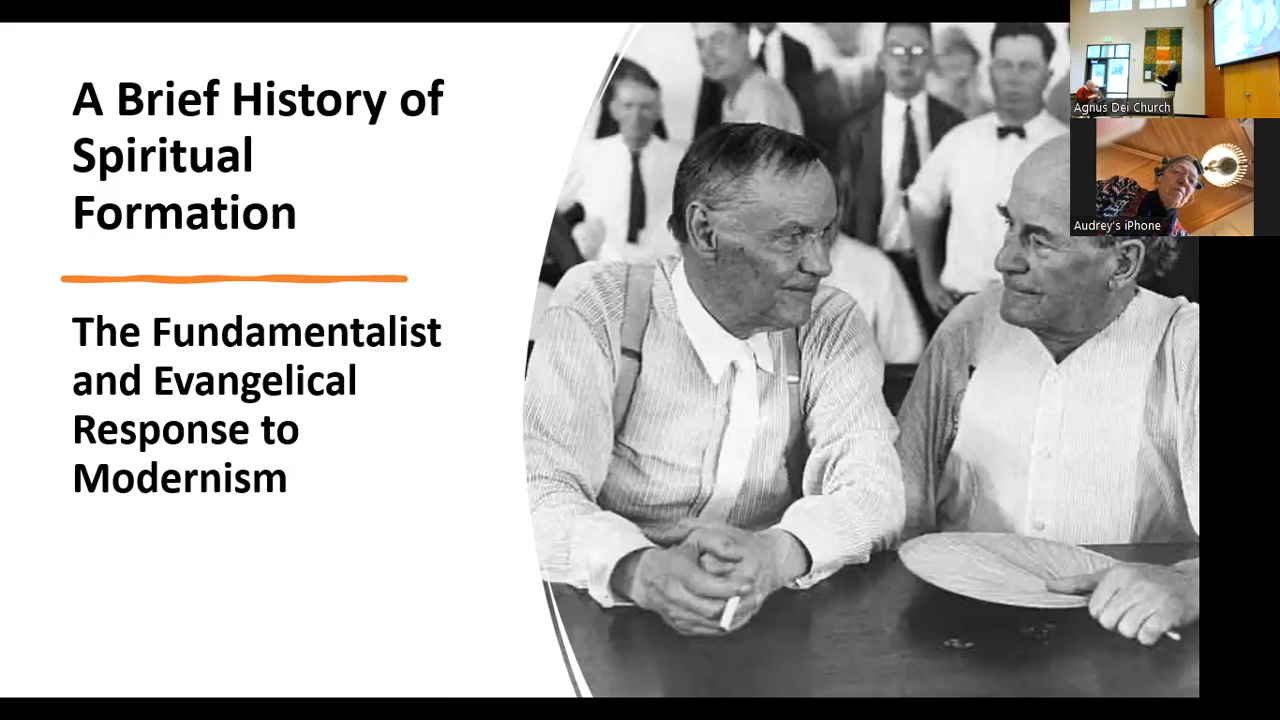 A Brief History of
Spiritual
Formation
The Fundamentalist
and Evangelical
Response to
Modernism
Agnus Dei Church
Audrey's iPhone